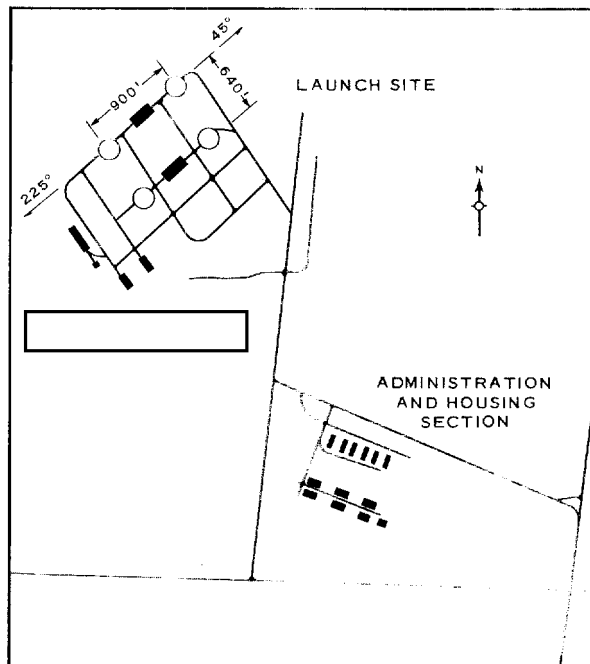 45°
900'
640'
LAUNCH SITE
225°
N
ADMINISTRATION
AND HOUSING
SECTION